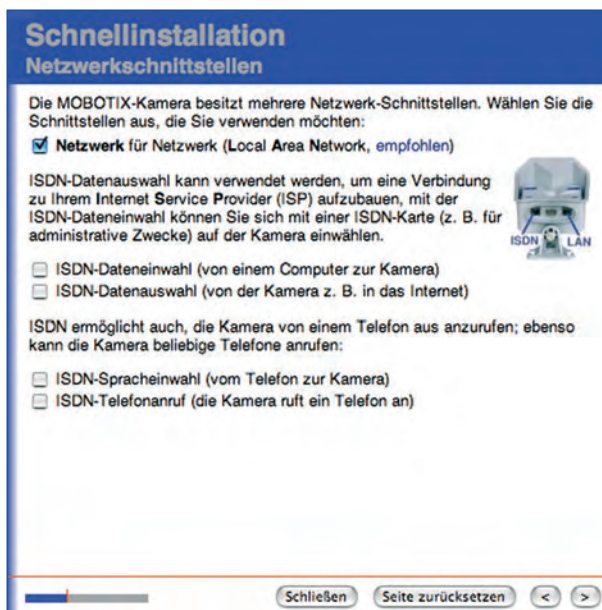 Schnellinstallation
Netzwerkschnittstellen
Die MOBOTIX-Kamera besitzt mehrere Netzwerk-Schnittstellen. Wählen Sie die
Schnittstellen aus, die Sie verwenden möchten:
Netzwerk für Netzwerk (Local Area Network, empfohlen)
ISDN-Datenauswahl kann verwendet werden, um eine Verbindung
zu Ihrem Internet Service Provider (ISP) aufzubauen, mit der
ISDN-Dateneinwahl können Sie sich mit einer ISDN-Karte (z. B. für
administrative Zwecke) auf der Kamera einwählen.
ISDN LAN
ISDN-Dateneinwahl (von einem Computer zur Kamera)
ISDN-Datenauswahl (von der Kamera z. B. in das Internet)
ISDN ermöglicht auch, die Kamera von einem Telefon aus anzurufen; ebenso
kann die Kamera beliebige Telefone anrufen:
ISDN-Spracheinwahl (vom Telefon zur Kamera)
ISDN-Telefonanruf (die Kamera ruft ein Telefon an)
Schließen Seite zurücksetzen < >